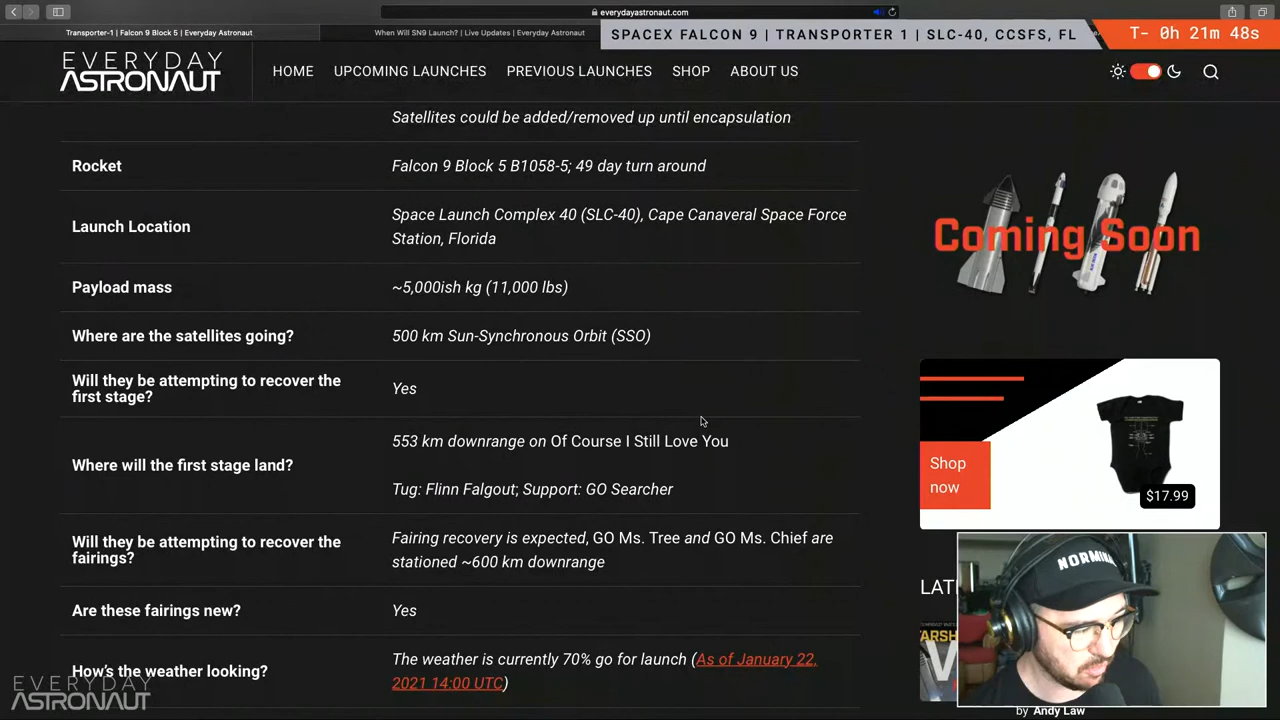 everydayastronaut.com
Transporter-1 | Falcon 9 Block 5 | Everyday Astronaut
When Will SN9 Launch? | Live Updates | Everyday Astronaut
SPACEX FALCON 9 | TRANSPORTER 1 | SLC-40, CCSFS, FL
T- 0h 21m 48s
EVERYDAY
ASTRONAUT
HOME
UPCOMING LAUNCHES
PREVIOUS LAUNCHES
SHOP
ABOUT US
Satellites could be added/removed up until encapsulation
Rocket
Falcon 9 Block 5 B1058-5; 49 day turn around
Launch Location
Space Launch Complex 40 (SLC-40), Cape Canaveral Space Force
Station, Florida
Payload mass
~5,000ish kg (11,000 lbs)
Where are the satellites going?
500 km Sun-Synchronous Orbit (SSO)
Will they be attempting to recover the
first stage?
Yes
Where will the first stage land?
553 km downrange on Of Course I Still Love You
Tug: Flinn Falgout; Support: GO Searcher
Will they be attempting to recover the
fairings?
Fairing recovery is expected, GO Ms. Tree and GO Ms. Chief are
stationed ~600 km downrange
Are these fairings new?
Yes
How's the weather looking?
The weather is currently 70% go for launch (As of January 22,
2021 14:00 UTC)
Coming Soon
Shop
now
$17.99
LAT
ARSH
NORMINA
by Andy Law
EVERYDAY
ASTRONAUT